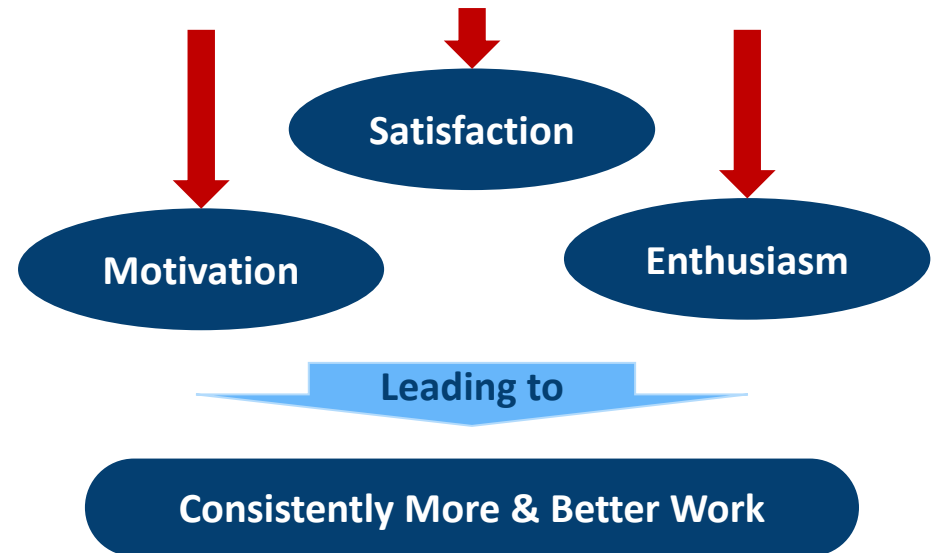 Satisfaction
Motivation
Enthusiasm
Leading to
Consistently More & Better Work